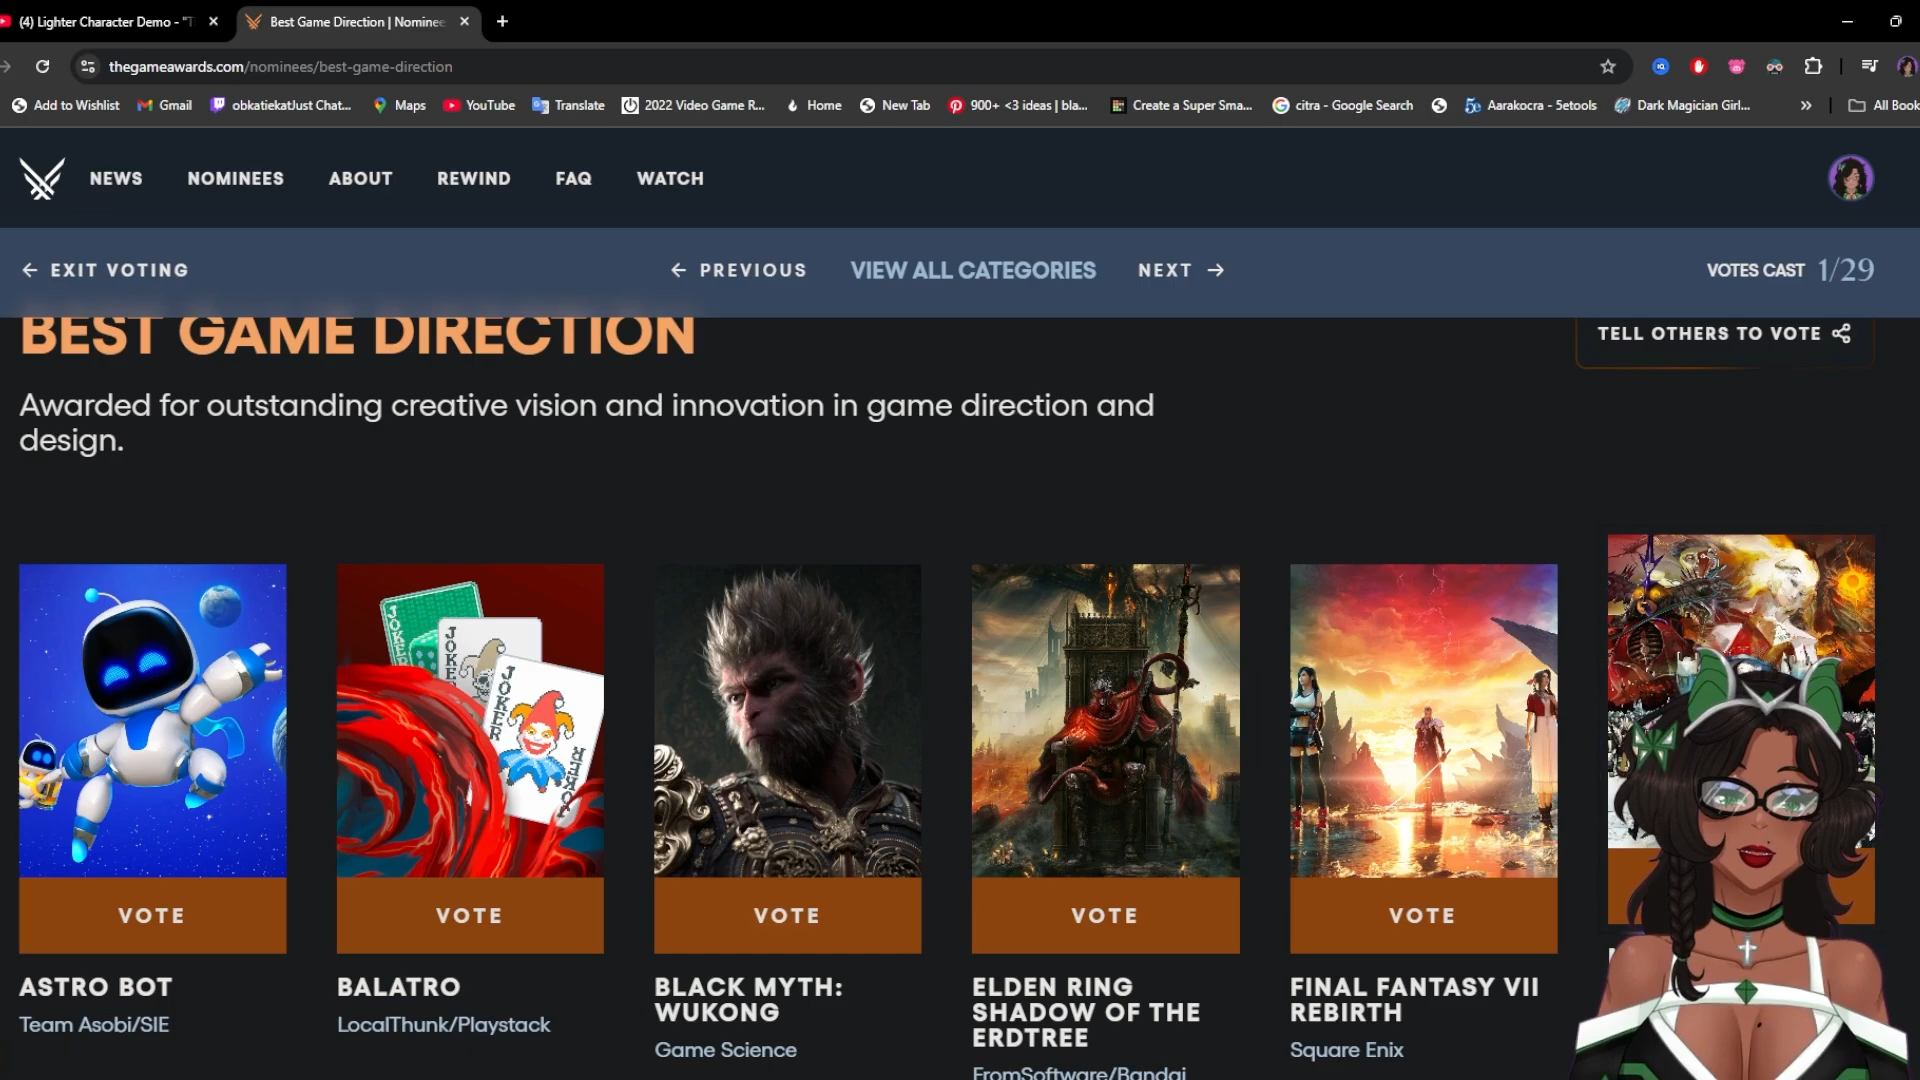 (4) Lighter Character Demo - "T
Best Game Direction | Nominee
thegameawards.com/nominees/best-game-direction
Add to Wishlist
Gmail
obkatiekatJust Chat...
Maps
YouTube
Translate
2022 Video Game R...
Home
New Tab
900+ <3 ideas | bla...
Create a Super Sma...
citra - Google Search
Aarakocra - 5etools
Dark Magician Girl...
»
All Book
NEWS
NOMINEES
ABOUT
REWIND
FAQ
WATCH
← EXIT VOTING
← PREVIOUS
VIEW ALL CATEGORIES
NEXT →
VOTES CAST 1/29
BEST GAME DIRECTION
TELL OTHERS TO VOTE
Awarded for outstanding creative vision and innovation in game direction and
design.
JOKER
JOKER
JOKER
JOKER
VOTE
VOTE
VOTE
VOTE
VOTE
ASTRO BOT
Team Asobi/SIE
BALATRO
LocalThunk/Playstack
BLACK MYTH:
WUKONG
Game Science
ELDEN RING
SHADOW OF THE
ERDTREE
FromSoftware/Bandai
FINAL FANTASY VII
REBIRTH
Square Enix